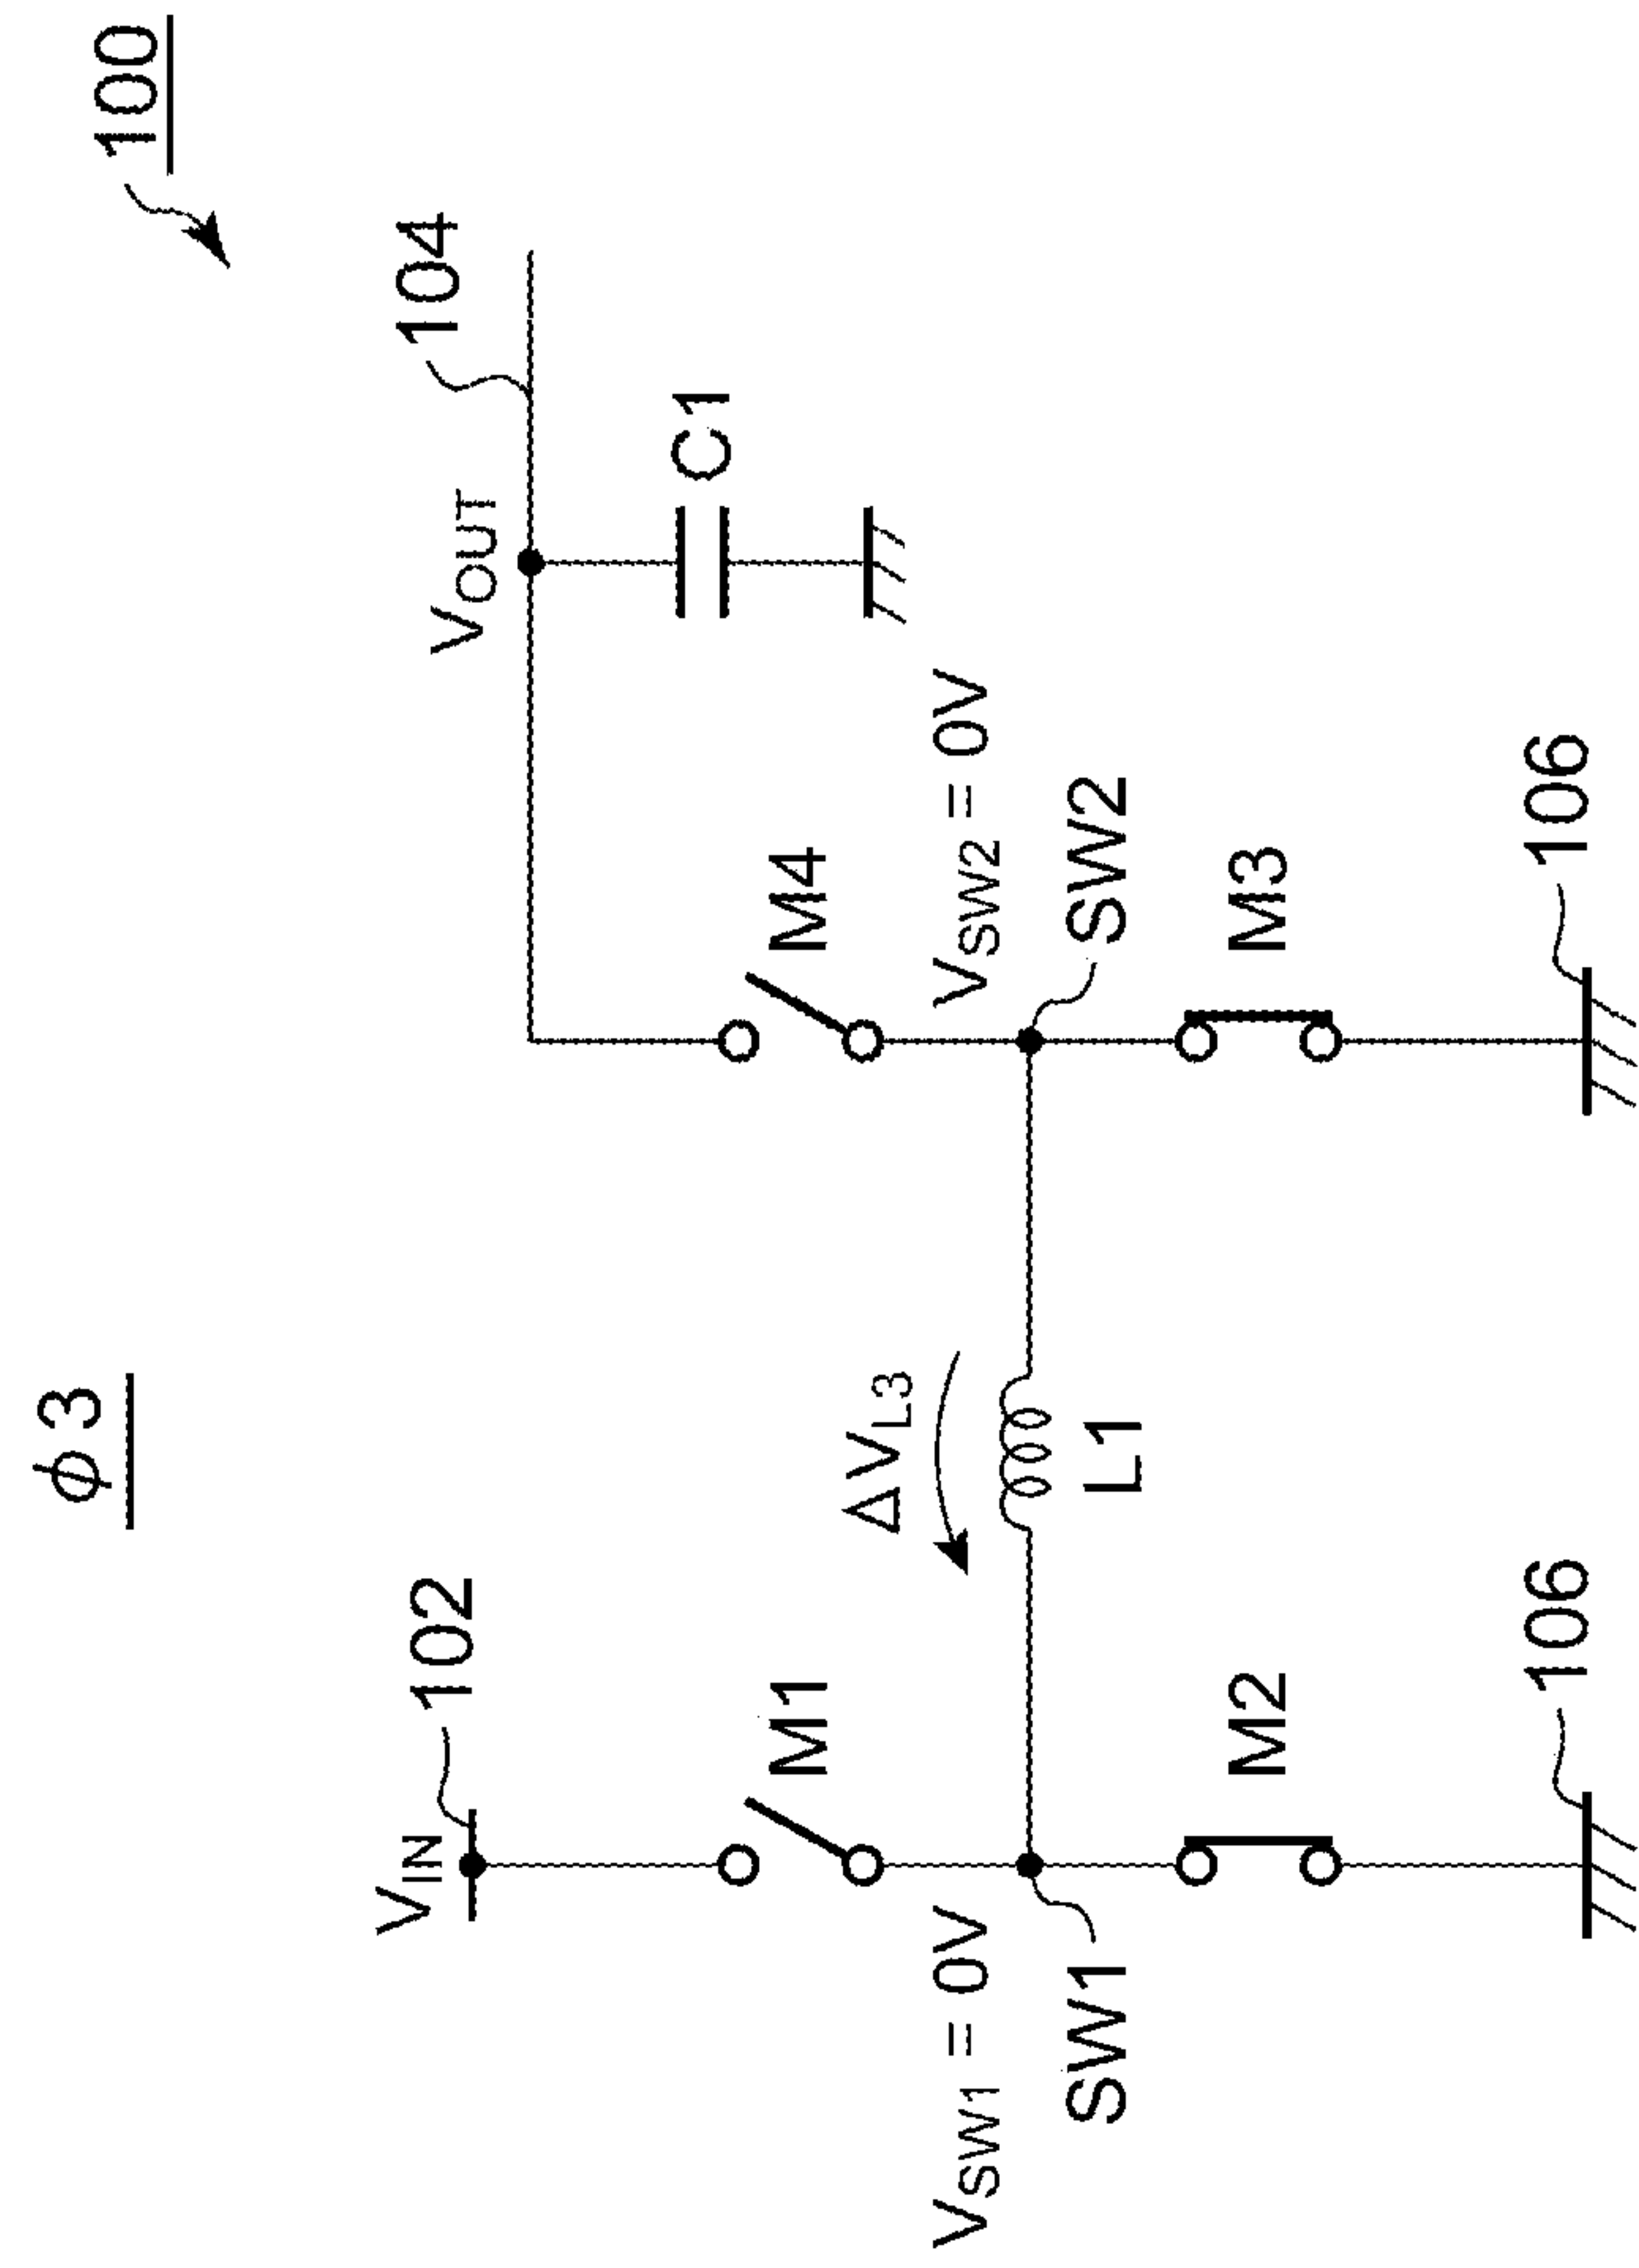 φ3
100
VIN
102
VOUT
104
C1
M1
M4
VSW1 = 0V
ΔVL3
VSW2 = 0V
SW1
L1
SW2
M2
M3
106
106